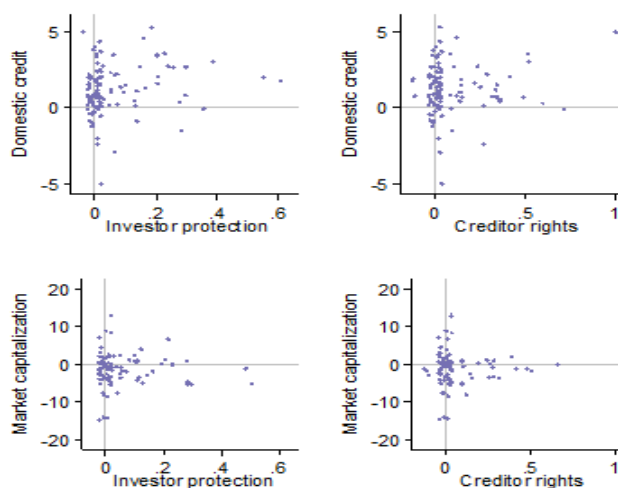 Domestic credit
5
0
-5
0 .2 .4 .6
Investor protection
Domestic credit
5
0
-5
0 .5 1
Creditor rights
Market capitalization
20
10
0
-10
-20
0 .2 .4 .6
Investor protection
Market capitalization
20
10
0
-10
-20
0 .5 1
Creditor rights